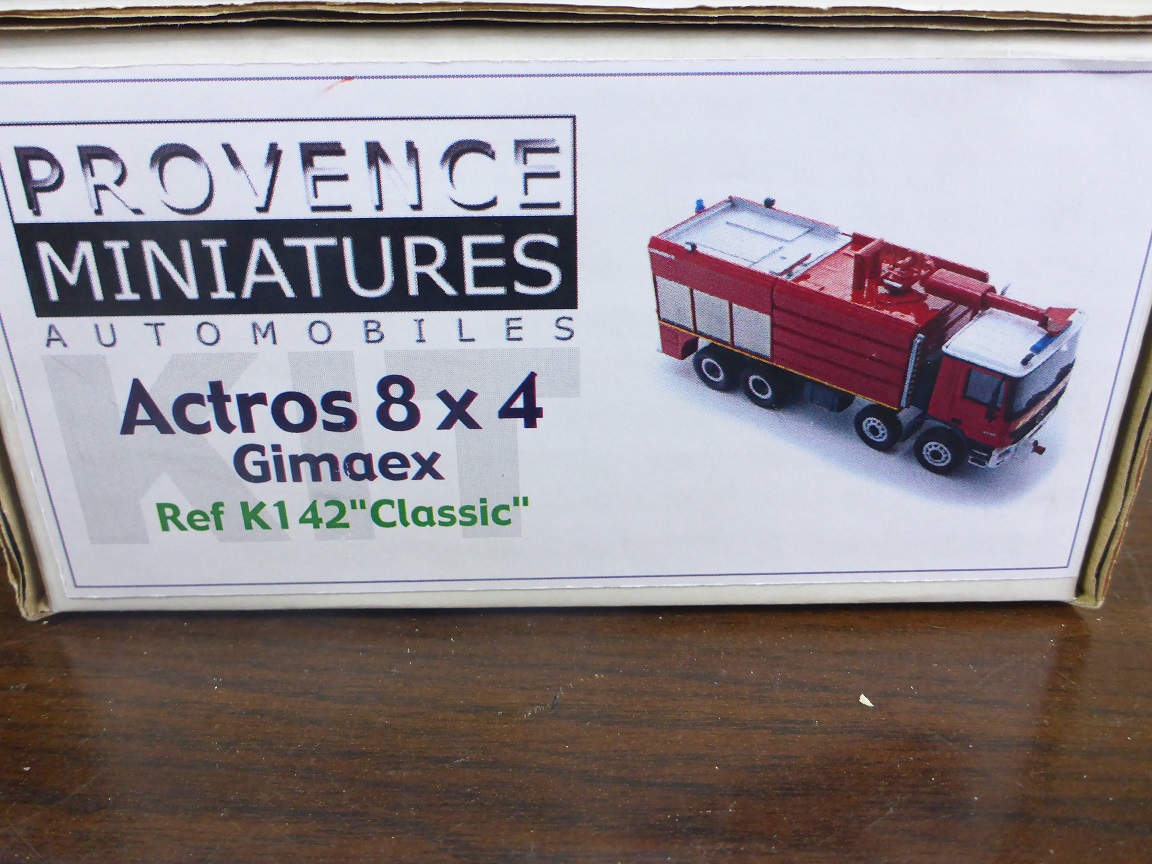 PROVENCE
MINIATURES
AUTOMOBILES
KIT
Actros 8 x 4
Gimaex
Ref K142"Classic"